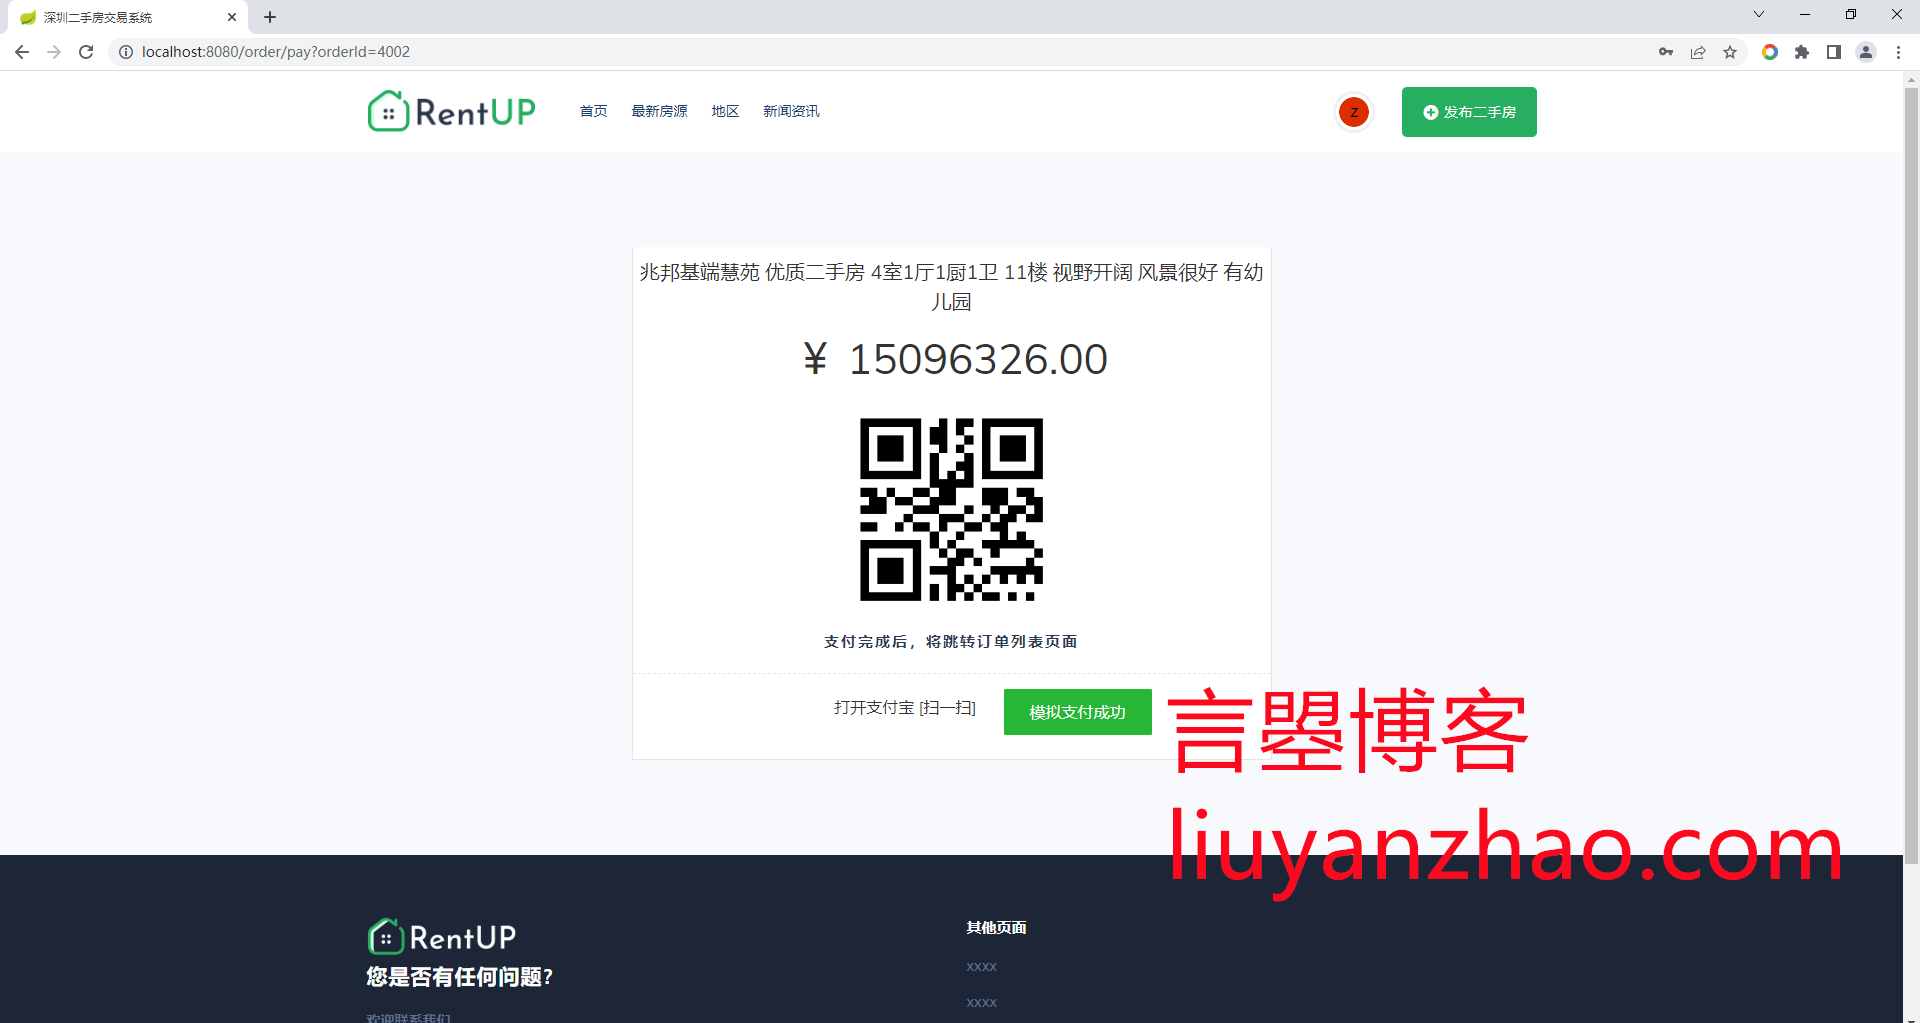 深圳二手房交易系统
localhost:8080/order/pay?orderId=4002
RentUP
首页 最新房源 地区 新闻资讯
z
发布二手房
兆邦基端慧苑 优质二手房 4室1厅1厨1卫 11楼 视野开阔 风景很好 有幼
儿园
¥ 15096326.00
支付完成后，将跳转订单列表页面
打开支付宝 [扫一扫]
模拟支付成功
言曌博客
liuyanzhao.com
RentUP
您是否有任何问题?
欢迎联系我们
其他页面
xxxx
xxxx